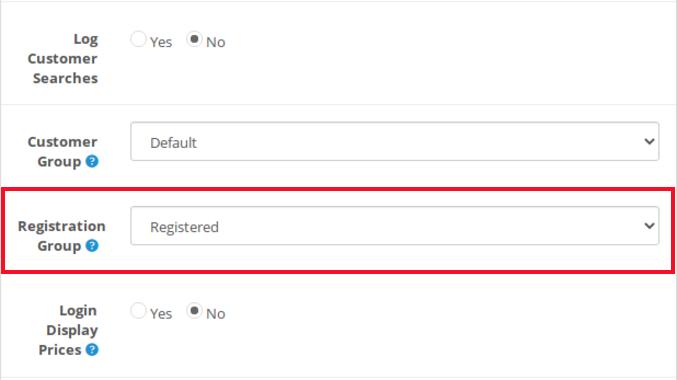 Log
Customer
Searches
Yes No
Customer
Group ?
Default
Registration
Group ?
Registered
Login
Display
Prices ?
Yes No